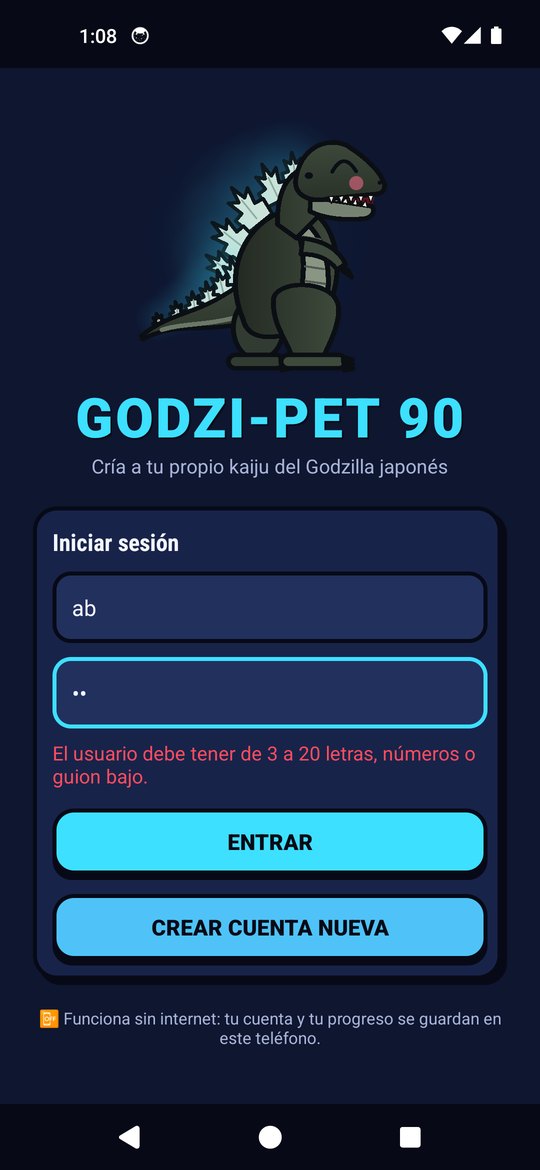 1:08
GODZI-PET 90
Cría a tu propio kaiju del Godzilla japonés
Iniciar sesión
ab
••
El usuario debe tener de 3 a 20 letras, números o
guion bajo.
ENTRAR
CREAR CUENTA NUEVA
📴 Funciona sin internet: tu cuenta y tu progreso se guardan en
este teléfono.